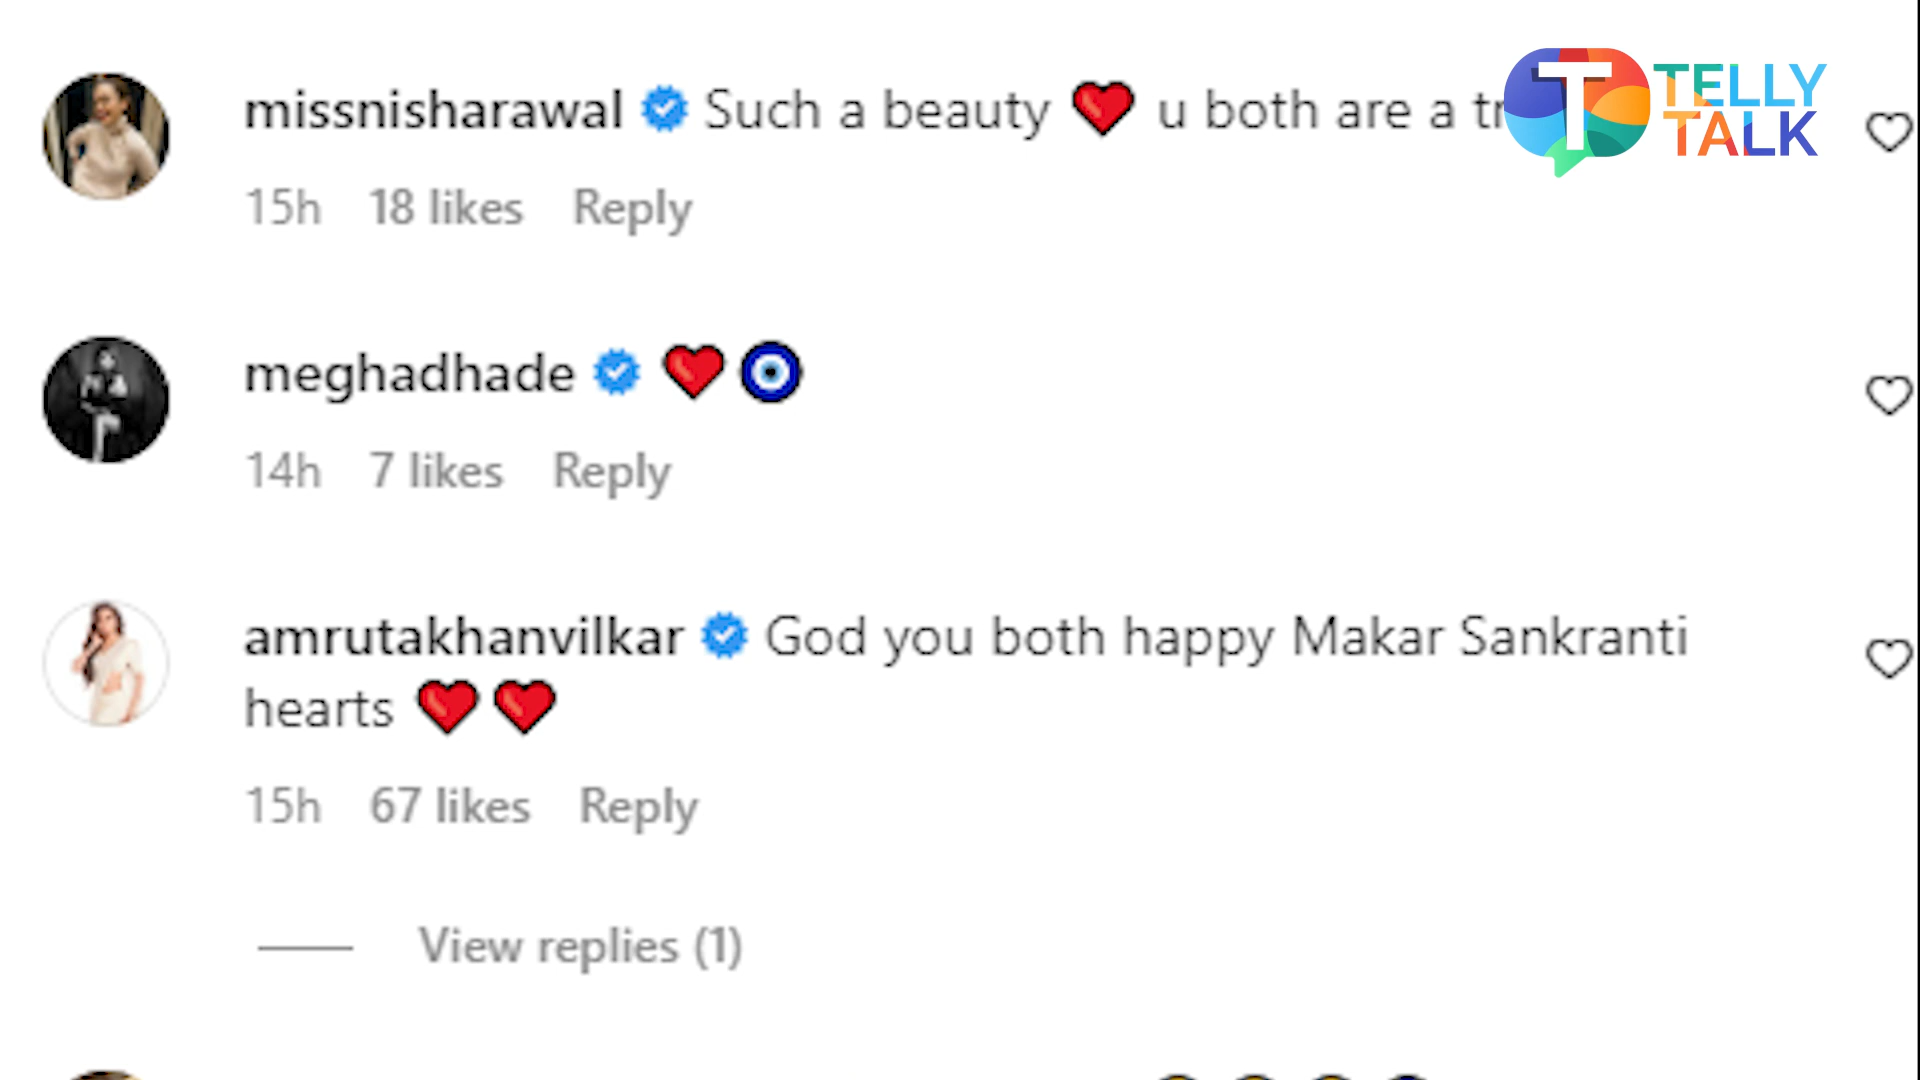 missnisharawal Such a beauty ❤️ u both are a tr
TELLY
TALK
15h 18 likes Reply
meghadhade ❤️🧿
14h 7 likes Reply
amrutakhanvilkar God you both happy Makar Sankranti
hearts ❤️❤️
15h 67 likes Reply
View replies (1)